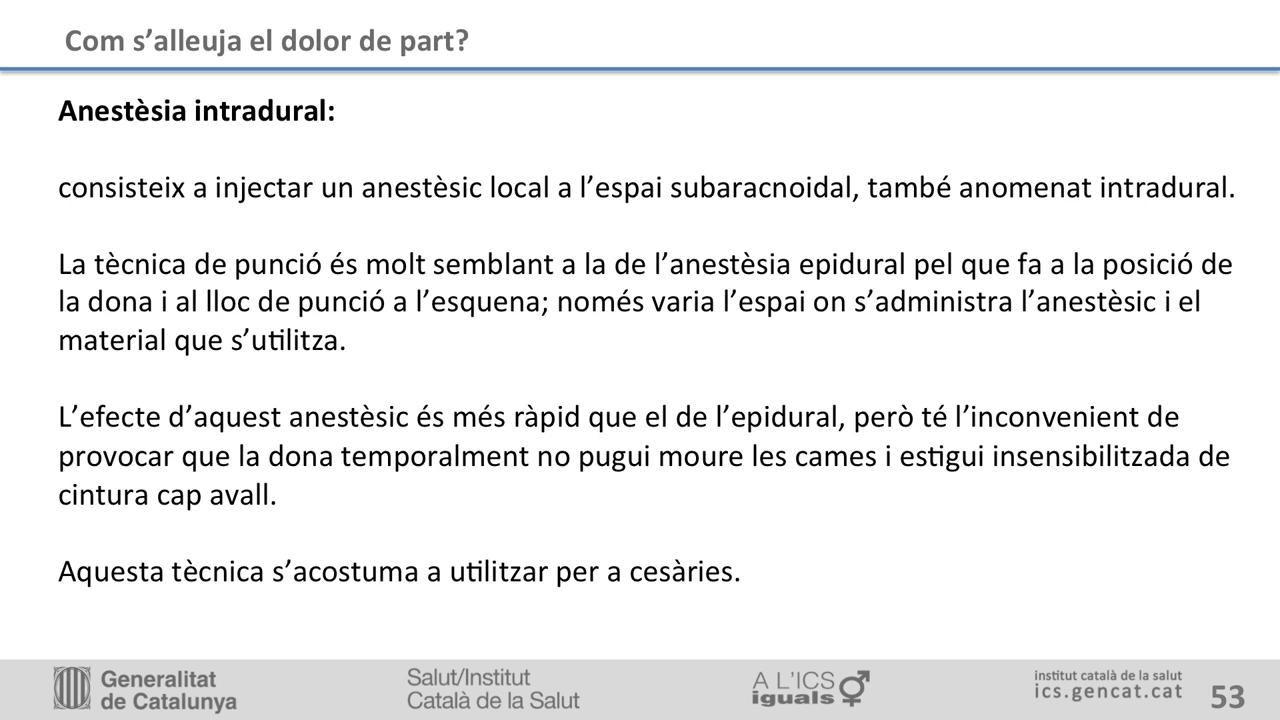 Com s’alleuja el dolor de part?
Anestèsia intradural:
consisteix a injectar un anestèsic local a l’espai subaracnoidal, també anomenat intradural.
La tècnica de punció és molt semblant a la de l’anestèsia epidural pel que fa a la posició de
la dona i al lloc de punció a l’esquena; només varia l’espai on s’administra l’anestèsic i el
material que s’utilitza.
L’efecte d’aquest anestèsic és més ràpid que el de l’epidural, però té l’inconvenient de
provocar que la dona temporalment no pugui moure les cames i estigui insensibilitzada de
cintura cap avall.
Aquesta tècnica s’acostuma a utilitzar per a cesàries.
Generalitat
de Catalunya
Salut/Institut
Català de la Salut
A L'ICS
iguals
institut català de la salut
ics.gencat.cat
53